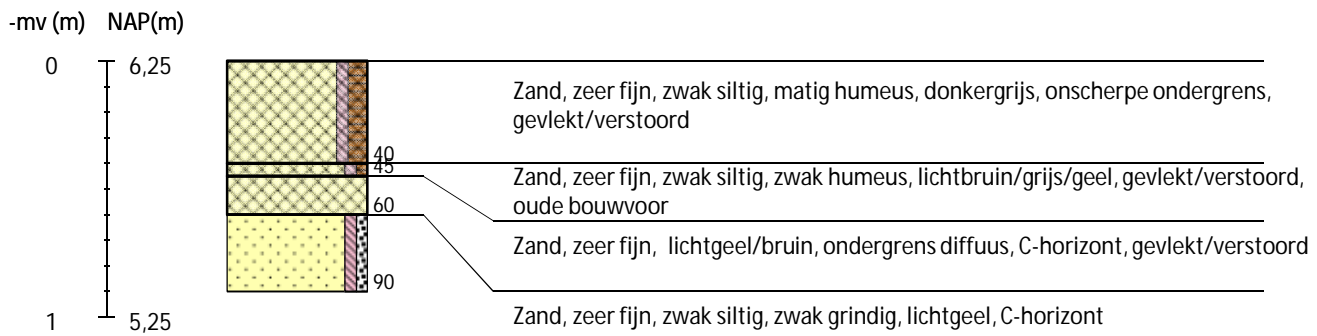 -mv (m) NAP(m)
0 6,25
Zand, zeer fijn, zwak siltig, matig humeus, donkergrijs, onscherpe ondergrens,
gevlekt/verstoord
40
45
Zand, zeer fijn, zwak siltig, zwak humeus, lichtbruin/grijs/geel, gevlekt/verstoord,
oude bouwvoor
60
Zand, zeer fijn, lichtgeel/bruin, ondergrens diffuus, C-horizont, gevlekt/verstoord
90
1 5,25
Zand, zeer fijn, zwak siltig, zwak grindig, lichtgeel, C-horizont